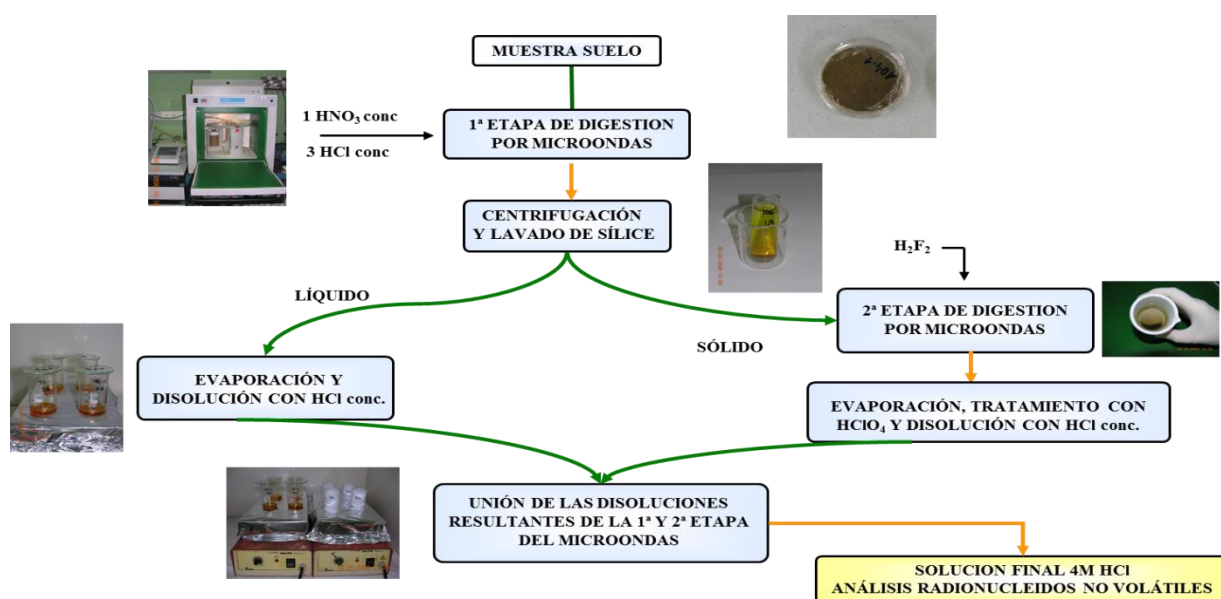 MUESTRA SUELO
1 HNO₃ conc
3 HCl conc
1ª ETAPA DE DIGESTION
POR MICROONDAS
CENTRIFUGACIÓN
Y LAVADO DE SÍLICE
H₂F₂
LÍQUIDO
SÓLIDO
2ª ETAPA DE DIGESTION
POR MICROONDAS
EVAPORACIÓN Y
DISOLUCIÓN CON HCl conc.
EVAPORACIÓN, TRATAMIENTO CON
HClO₄ Y DISOLUCIÓN CON HCl conc.
UNIÓN DE LAS DISOLUCIONES
RESULTANTES DE LA 1ª Y 2ª ETAPA
DEL MICROONDAS
SOLUCION FINAL 4M HCl
ANÁLISIS RADIONUCLEIDOS NO VOLÁTILES